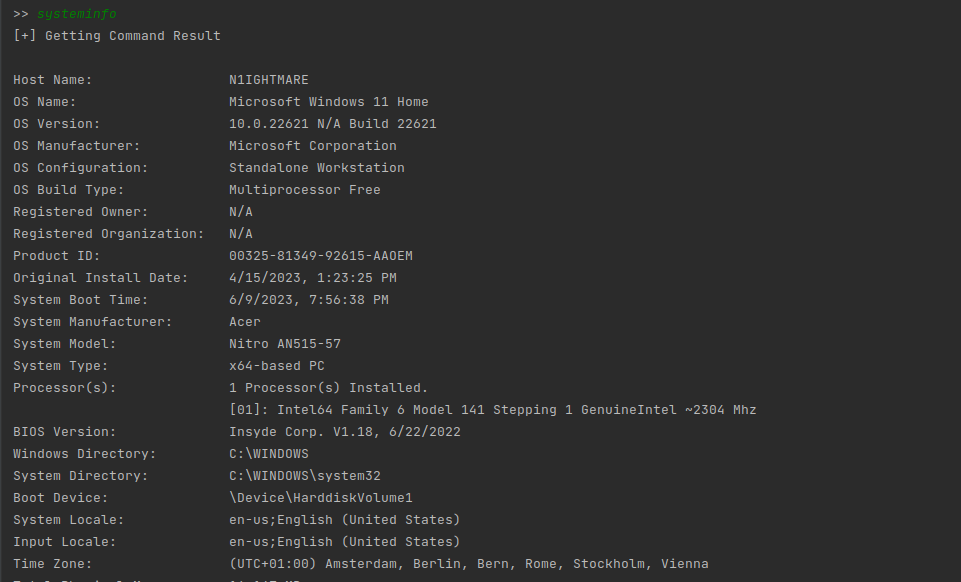 >> systeminfo
[+] Getting Command Result
Host Name: N1IGHTMARE
OS Name: Microsoft Windows 11 Home
OS Version: 10.0.22621 N/A Build 22621
OS Manufacturer: Microsoft Corporation
OS Configuration: Standalone Workstation
OS Build Type: Multiprocessor Free
Registered Owner: N/A
Registered Organization: N/A
Product ID: 00325-81349-92615-AAOEM
Original Install Date: 4/15/2023, 1:23:25 PM
System Boot Time: 6/9/2023, 7:56:38 PM
System Manufacturer: Acer
System Model: Nitro AN515-57
System Type: x64-based PC
Processor(s): 1 Processor(s) Installed.
[01]: Intel64 Family 6 Model 141 Stepping 1 GenuineIntel ~2304 Mhz
BIOS Version: Insyde Corp. V1.18, 6/22/2022
Windows Directory: C:\WINDOWS
System Directory: C:\WINDOWS\system32
Boot Device: \Device\HarddiskVolume1
System Locale: en-us;English (United States)
Input Locale: en-us;English (United States)
Time Zone: (UTC+01:00) Amsterdam, Berlin, Bern, Rome, Stockholm, Vienna